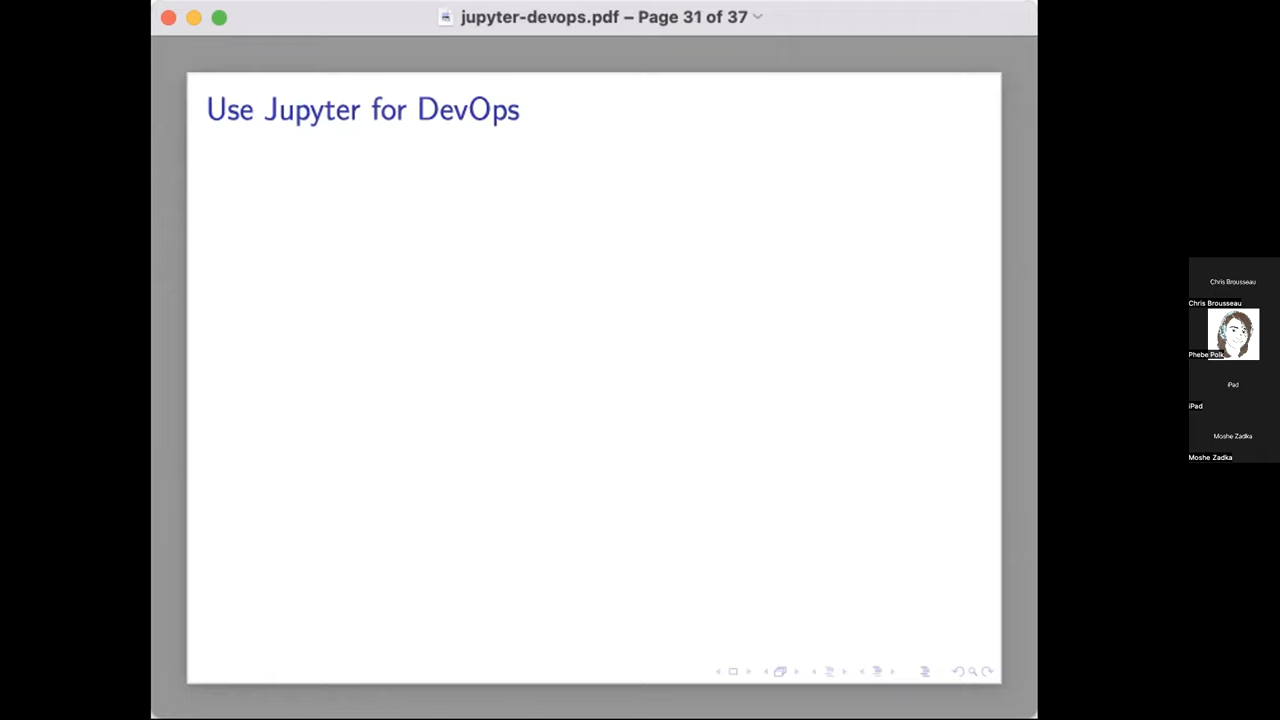 jupyter-devops.pdf – Page 31 of 37
Use Jupyter for DevOps
Chris Brousseau
Chris Brousseau
Phebe Polk
iPad
iPad
Moshe Zadka
Moshe Zadka